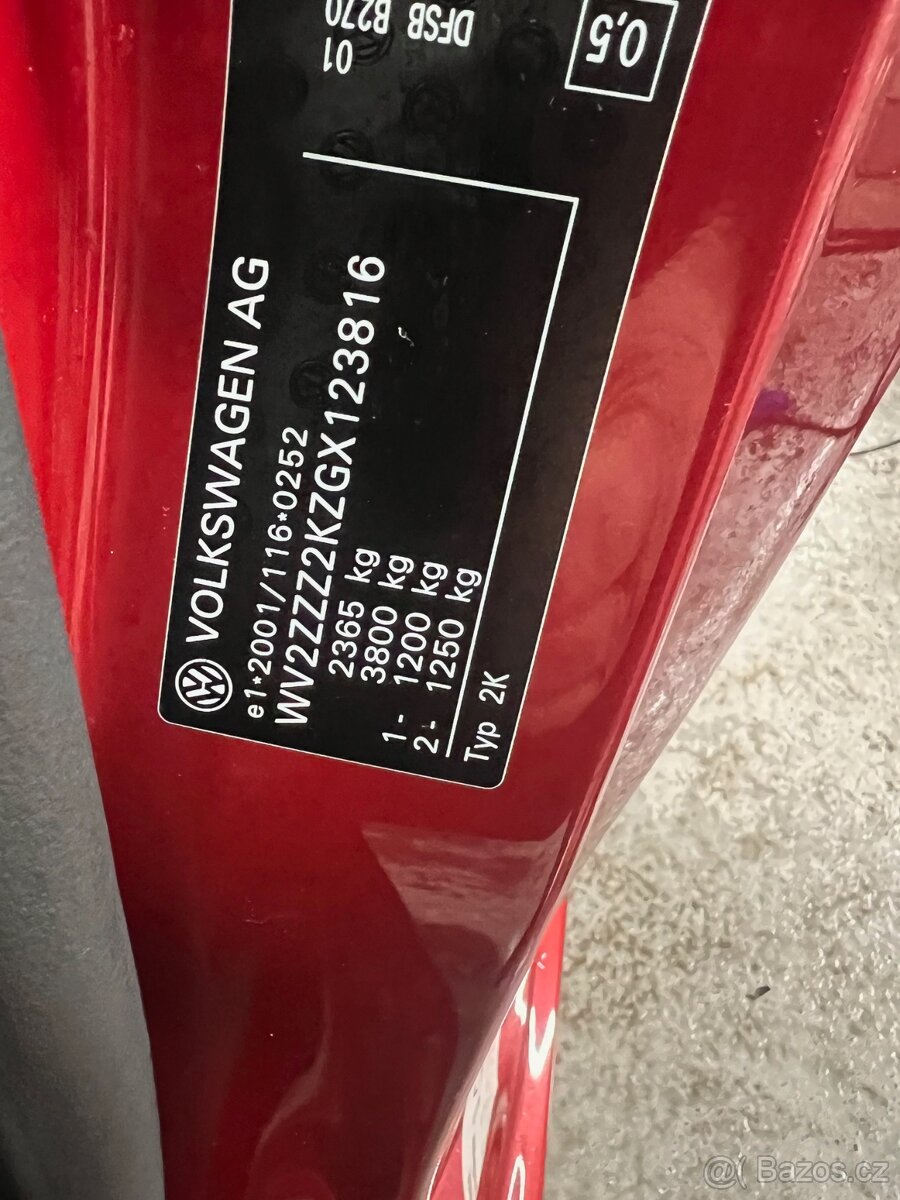 VOLKSWAGEN AG
e1*2001/116*0252
WV2ZZZ2KZGX123816
2365 kg
3800 kg
1- 1200 kg
2- 1250 kg
Typ 2K
01
DFSB B270
0,5
@( Bazos.cz